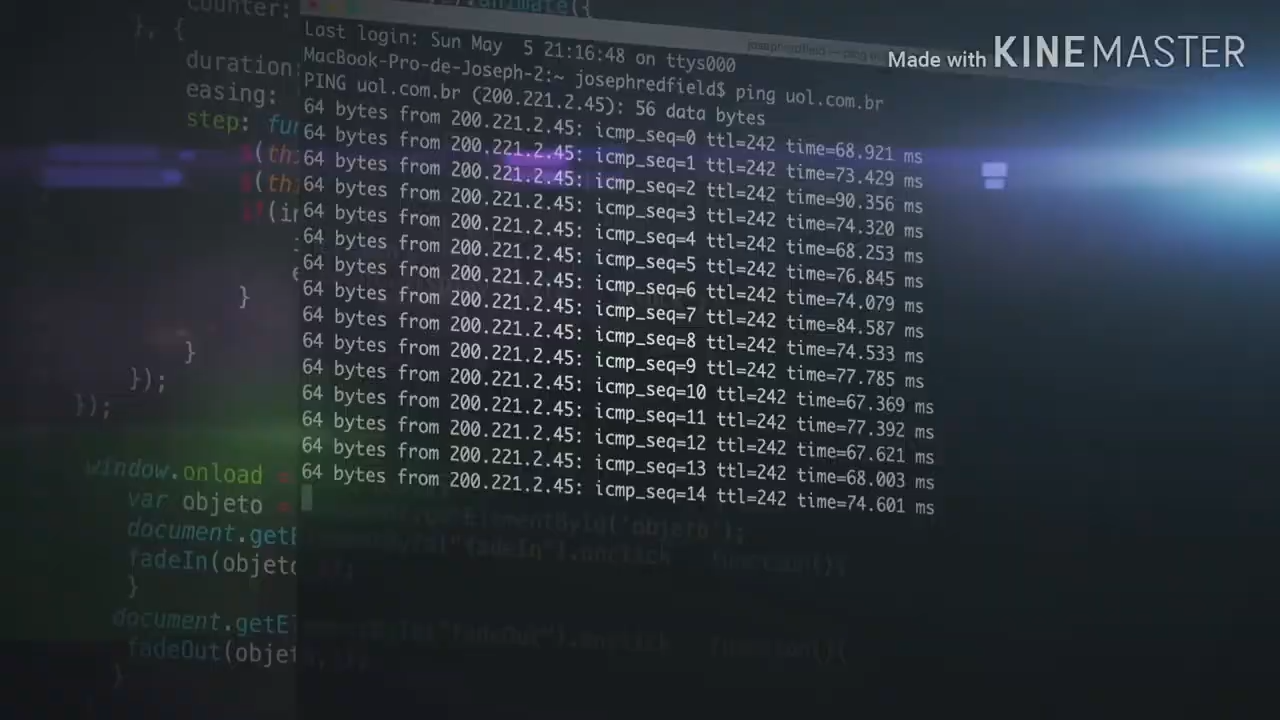 counter:
.animate({
}, {
duration
easing:
step: fu
$(thi
$(thi
if(in
}
}
});
});
window.onload =
var objeto =
document.getE
fadeIn(objeto
}
document.getEl
fadeOut(objet
}
Made with KINEMASTER
Last login: Sun May 5 21:16:48 on ttys000
MacBook-Pro-de-Joseph-2:~ josephredfield$ ping uol.com.br
PING uol.com.br (200.221.2.45): 56 data bytes
64 bytes from 200.221.2.45: icmp_seq=0 ttl=242 time=68.921 ms
64 bytes from 200.221.2.45: icmp_seq=1 ttl=242 time=73.429 ms
64 bytes from 200.221.2.45: icmp_seq=2 ttl=242 time=90.356 ms
64 bytes from 200.221.2.45: icmp_seq=3 ttl=242 time=74.320 ms
64 bytes from 200.221.2.45: icmp_seq=4 ttl=242 time=68.253 ms
64 bytes from 200.221.2.45: icmp_seq=5 ttl=242 time=76.845 ms
64 bytes from 200.221.2.45: icmp_seq=6 ttl=242 time=74.079 ms
64 bytes from 200.221.2.45: icmp_seq=7 ttl=242 time=84.587 ms
64 bytes from 200.221.2.45: icmp_seq=8 ttl=242 time=74.533 ms
64 bytes from 200.221.2.45: icmp_seq=9 ttl=242 time=77.785 ms
64 bytes from 200.221.2.45: icmp_seq=10 ttl=242 time=67.369 ms
64 bytes from 200.221.2.45: icmp_seq=11 ttl=242 time=77.392 ms
64 bytes from 200.221.2.45: icmp_seq=12 ttl=242 time=67.621 ms
64 bytes from 200.221.2.45: icmp_seq=13 ttl=242 time=68.003 ms
64 bytes from 200.221.2.45: icmp_seq=14 ttl=242 time=74.601 ms